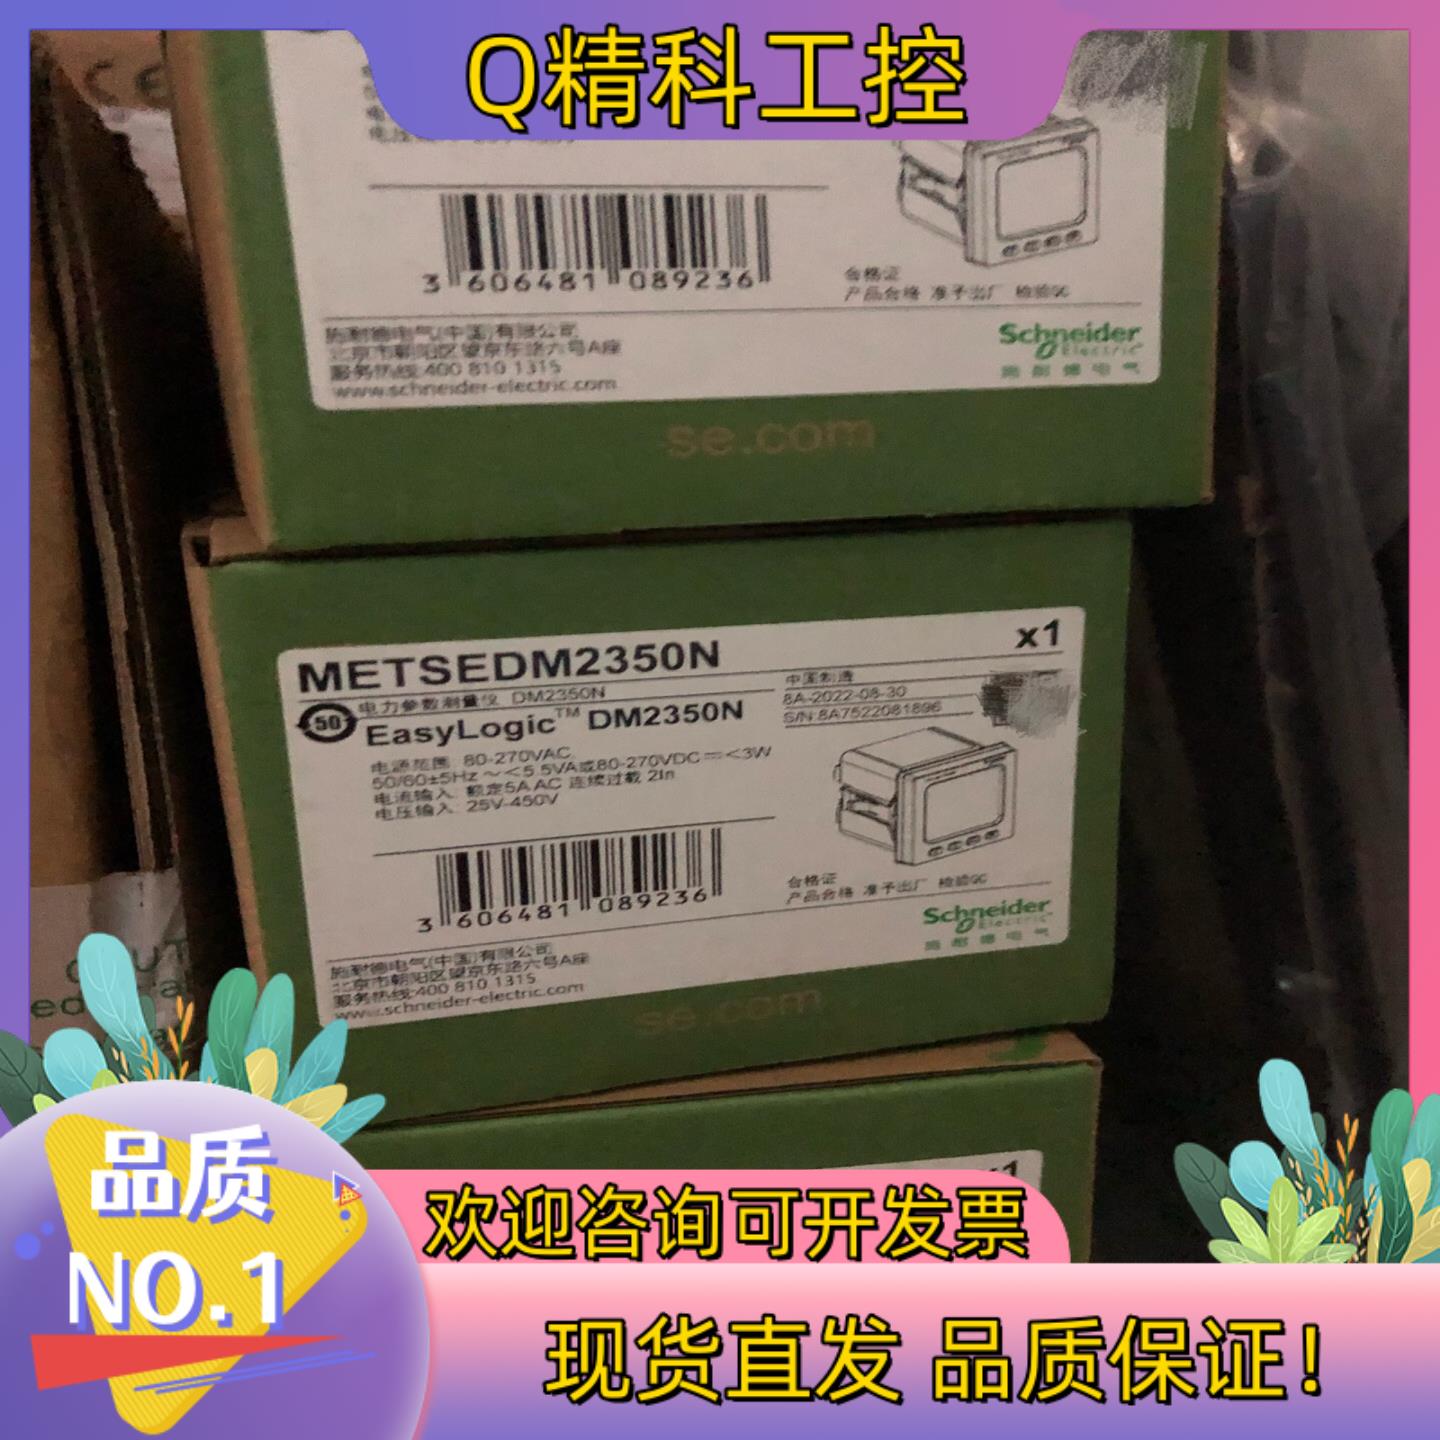 Q精科工控
3 606481 089236
合格证
产品合格 准予出厂 检验QC
施耐德电气(中国)有限公司
北京市朝阳区望京东路六号A座
服务热线:400 810 1315
www.schneider-electric.com
Schneider
Electric
施耐德电气
se.com
METSEDM2350N
x1
电力参数测量仪 DM2350N
50
EasyLogic™ DM2350N
中国制造
8A-2022-08-30
S/N:8A7522081896
电源范围: 80-270VAC,
50/60±5Hz ~<5.5VA或80-270VDC⎓<3W
电流输入: 额定5A AC 连续过载 2In
电压输入: 25V-450V
3 606481 089236
合格证
产品合格 准予出厂 检验QC
Schneider
Electric
施耐德电气
施耐德电气(中国)有限公司
北京市朝阳区望京东路六号A座
服务热线:400 810 1315
www.schneider-electric.com
se.com
x1
品质
NO.1
欢迎咨询可开发票
现货直发 品质保证!